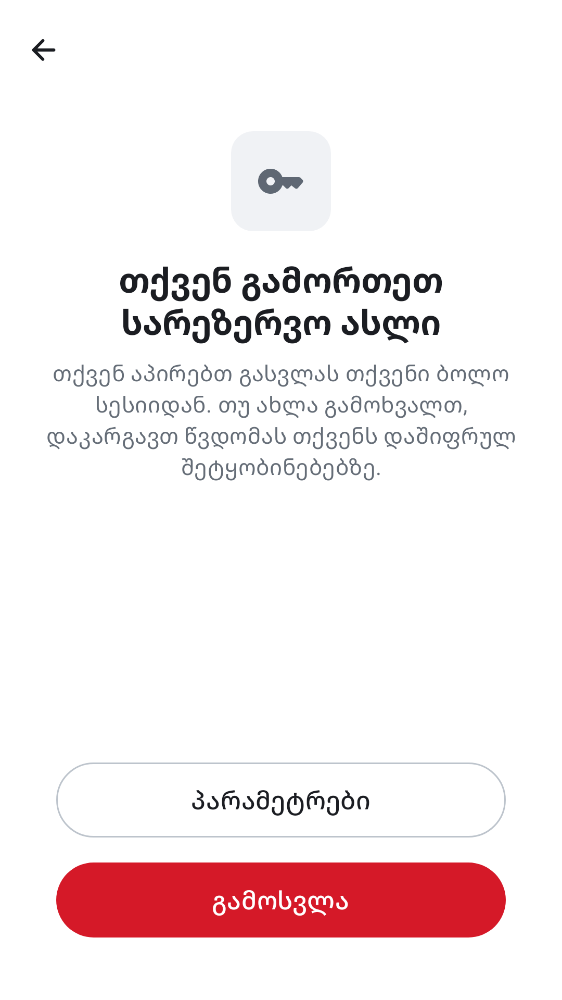 თქვენ გამორთეთ
სარეზერვო ასლი
თქვენ აპირებთ გასვლას თქვენი ბოლო
სესიიდან. თუ ახლა გამოხვალთ,
დაკარგავთ წვდომას თქვენს დაშიფრულ
შეტყობინებებზე.
პარამეტრები
გამოსვლა